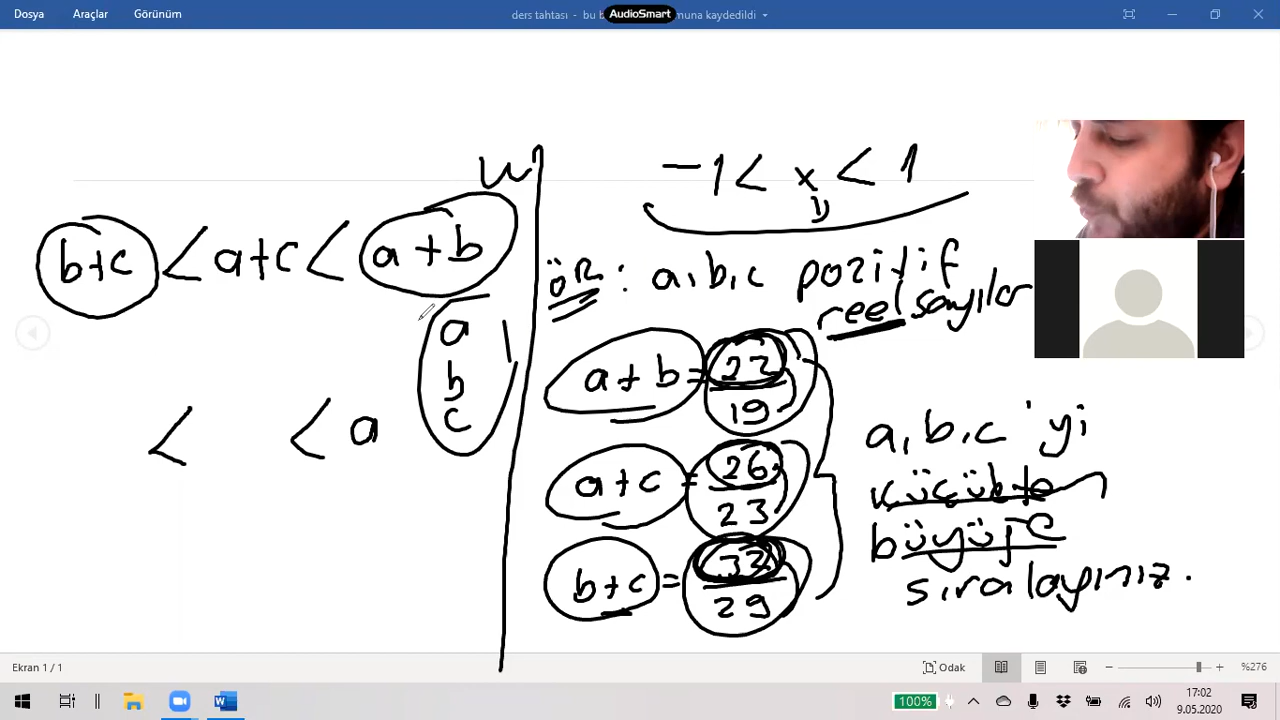 Dosya Araçlar Görünüm
ders tahtası - bu b AudioSmart umuna kaydedildi
b+c < a+c < a+b
a
b
c
< < a
-1 < x < 1
ÖR : a,b,c pozitif
reel sayılar
a+b = 22/19
a+c = 26/23
b+c = 32/29
a,b,c 'yi
küçükten
büyüğe
sıralayınız.
Ekran 1 / 1
Odak
%276
100%
17:02
9.05.2020